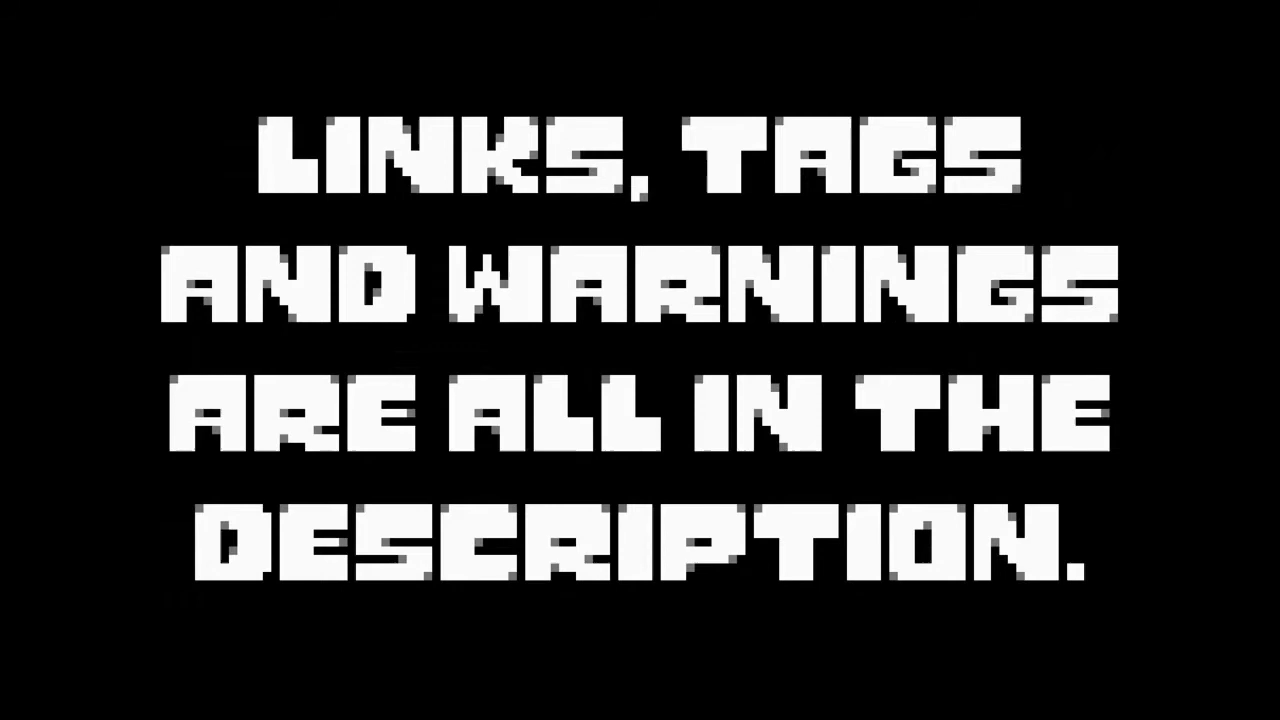 LINKS, TAGS
AND WARNINGS
ARE ALL IN THE
DESCRIPTION.